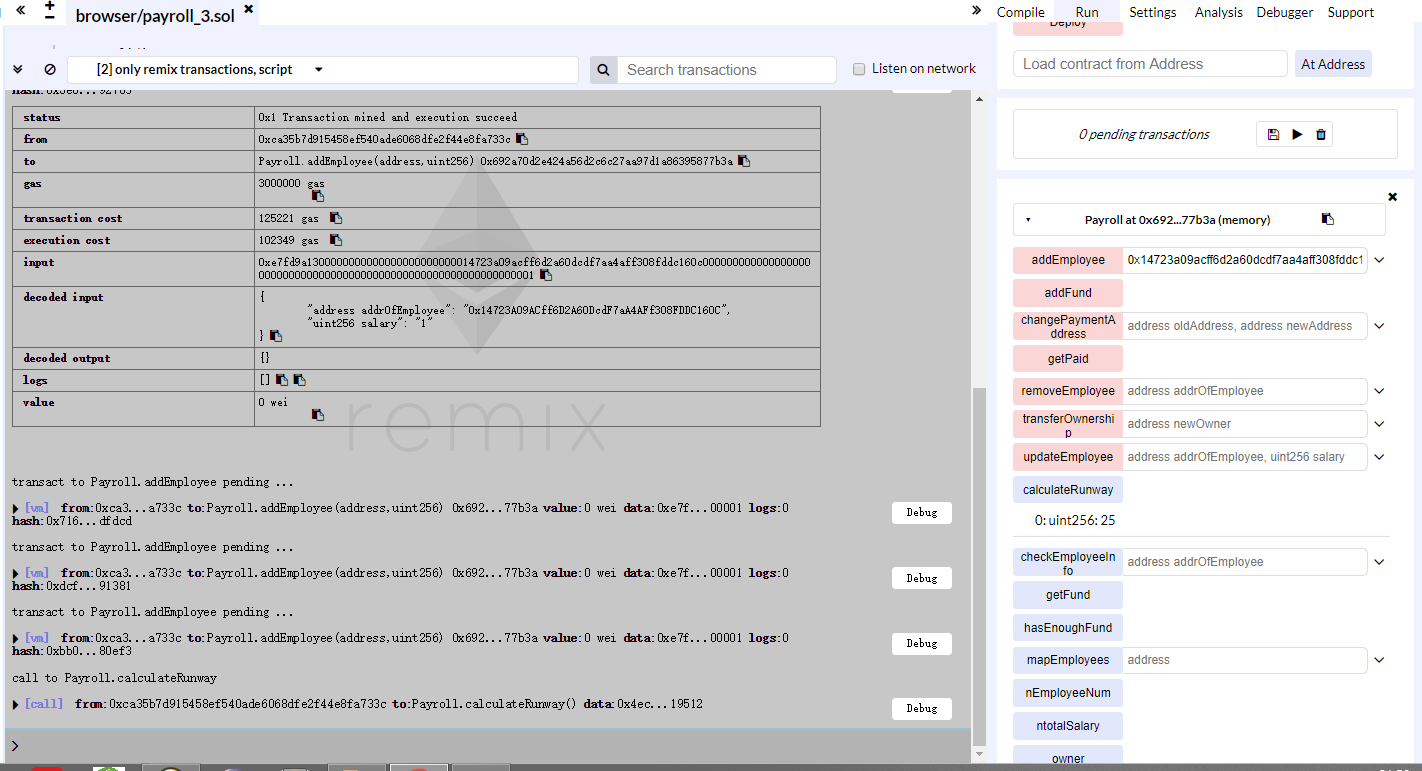 browser/payroll_3.sol
Compile Run Settings Analysis Debugger Support
Deploy
[2] only remix transactions, script
Search transactions
Listen on network
Load contract from Address
At Address
status 0x1 Transaction mined and execution succeed
from 0xca35b7d915458ef540ade6068dfe2f44e8fa733c
to Payroll.addEmployee(address,uint256) 0x692a70d2e424a56d2c6c27aa97d1a86395877b3a
gas 3000000 gas
transaction cost 125221 gas
execution cost 102349 gas
input
decoded input {
"address addrOfEmployee": "0x14723A09ACff6D2A60DcdF7aA4AFf308FDDC160C",
"uint256 salary": "1"
}
decoded output {}
logs []
value 0 wei
remix
transact to Payroll.addEmployee pending ...
[vm] from:0xca3...a733c to:Payroll.addEmployee(address,uint256) 0x692...77b3a value:0 wei data:0xe7f...00001 logs:0
hash:0x716...dfdcd
Debug
transact to Payroll.addEmployee pending ...
[vm] from:0xca3...a733c to:Payroll.addEmployee(address,uint256) 0x692...77b3a value:0 wei data:0xe7f...00001 logs:0
hash:0xdcf...91381
Debug
transact to Payroll.addEmployee pending ...
[vm] from:0xca3...a733c to:Payroll.addEmployee(address,uint256) 0x692...77b3a value:0 wei data:0xe7f...00001 logs:0
hash:0xbb0...80ef3
Debug
call to Payroll.calculateRunway
[call] from:0xca35b7d915458ef540ade6068dfe2f44e8fa733c to:Payroll.calculateRunway() data:0x4ec...19512
Debug
>
0 pending transactions
Payroll at 0x692...77b3a (memory)
addEmployee 0x14723a09acff6d2a60dcdf7aa4aff308fddc1
addFund
changePaymentA
ddress
address oldAddress, address newAddress
getPaid
removeEmployee address addrOfEmployee
transferOwnershi
p
address newOwner
updateEmployee address addrOfEmployee, uint256 salary
calculateRunway
0: uint256: 25
checkEmployeeIn
fo
address addrOfEmployee
getFund
hasEnoughFund
mapEmployees address
nEmployeeNum
ntotalSalary
owner